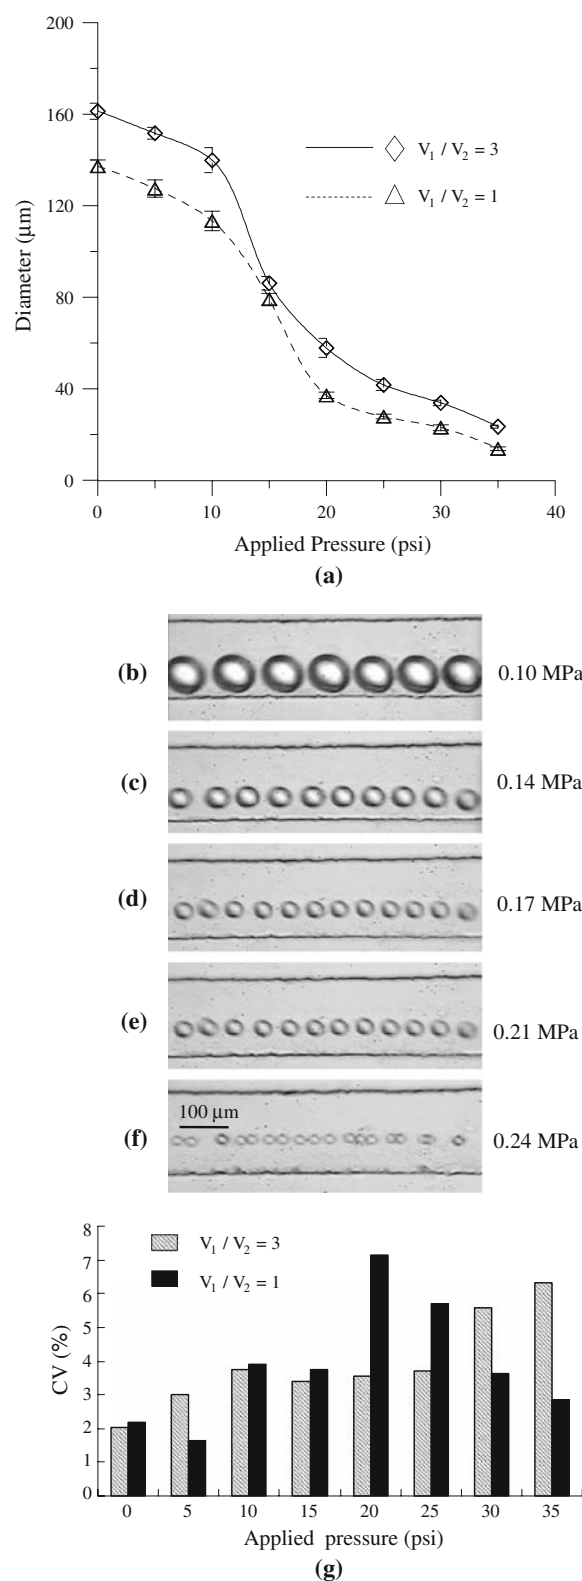 200
160
120
80
40
0
Diameter (μm)
V₁ / V₂ = 3
V₁ / V₂ = 1
0 10 20 30 40
Applied Pressure (psi)
(a)
(b) 0.10 MPa
(c) 0.14 MPa
(d) 0.17 MPa
(e) 0.21 MPa
100 μm
(f) 0.24 MPa
8
7
6
5
4
3
2
1
0
CV (%)
V₁ / V₂ = 3
V₁ / V₂ = 1
0 5 10 15 20 25 30 35
Applied pressure (psi)
(g)